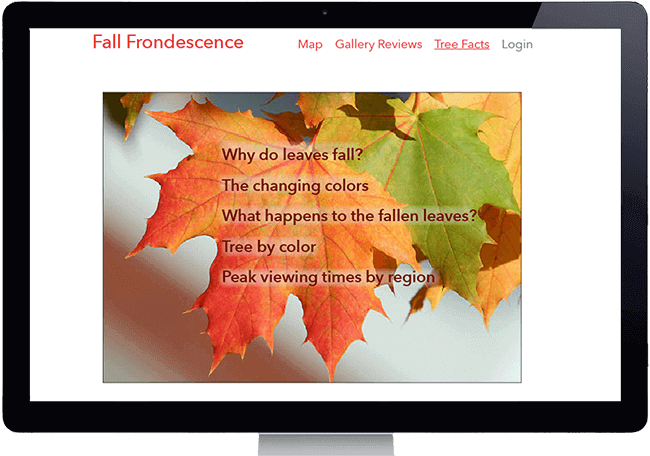 Fall Frondescence
Map Gallery Reviews Tree Facts Login
Why do leaves fall?
The changing colors
What happens to the fallen leaves?
Tree by color
Peak viewing times by region